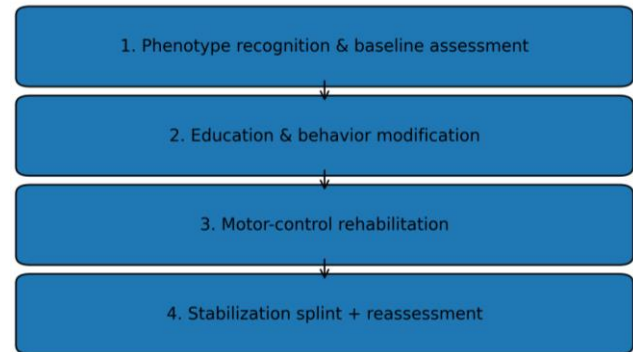 1. Phenotype recognition & baseline assessment
2. Education & behavior modification
3. Motor-control rehabilitation
4. Stabilization splint + reassessment